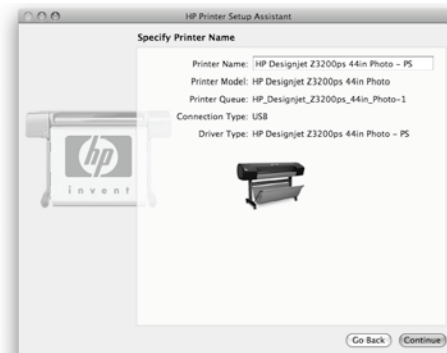 HP Printer Setup Assistant
Specify Printer Name
Printer Name: HP Designjet Z3200ps 44in Photo - PS
Printer Model: HP Designjet Z3200ps 44in Photo
Printer Queue: HP_Designjet_Z3200ps_44in_Photo-1
Connection Type: USB
Driver Type: HP Designjet Z3200ps 44in Photo - PS
hp
invent
Go Back
Continue